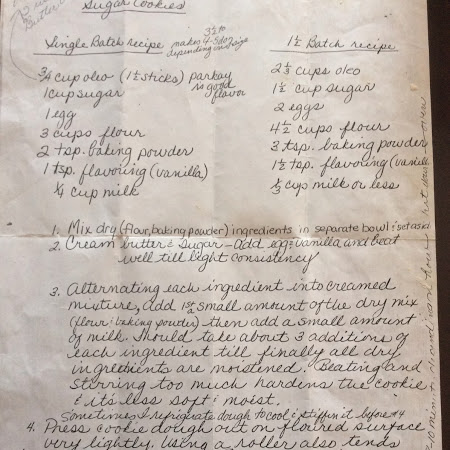 Butter
Sugar Cookies
Single Batch recipe
3½ to
makes 4-5 doz
depending on size
1½ Batch recipe
¾ cup oleo (1½ sticks) parkay
is good
flavor
1 cup sugar
1 egg
3 cups flour
2 tsp. baking powder
1 tsp. flavoring (vanilla)
¼ cup milk
2⅓ cups oleo
1½ cup sugar
2 eggs
4½ cups flour
3 tsp. baking powder
1½ tsp. flavoring (vanill
⅓ cup milk or less
1. Mix dry (flour, baking powder) ingredients in separate bowl & set aside
2. Cream butter & sugar - add egg & vanilla and beat
well till light consistency
3. Alternating each ingredient into creamed
mixture, add 1st a small amount of the dry mix
(flour & baking powder) then add a small amount
of milk. Should take about 3 additions of
each ingredient till finally all dry
ingredients are moistened. Beating and
stirring too much hardens the cookie
& its less soft & moist.
Sometimes I refrigerate dough to cool & stiffen it before #4
4. Press cookie dough out on floured surface
very lightly. Using a roller also tends